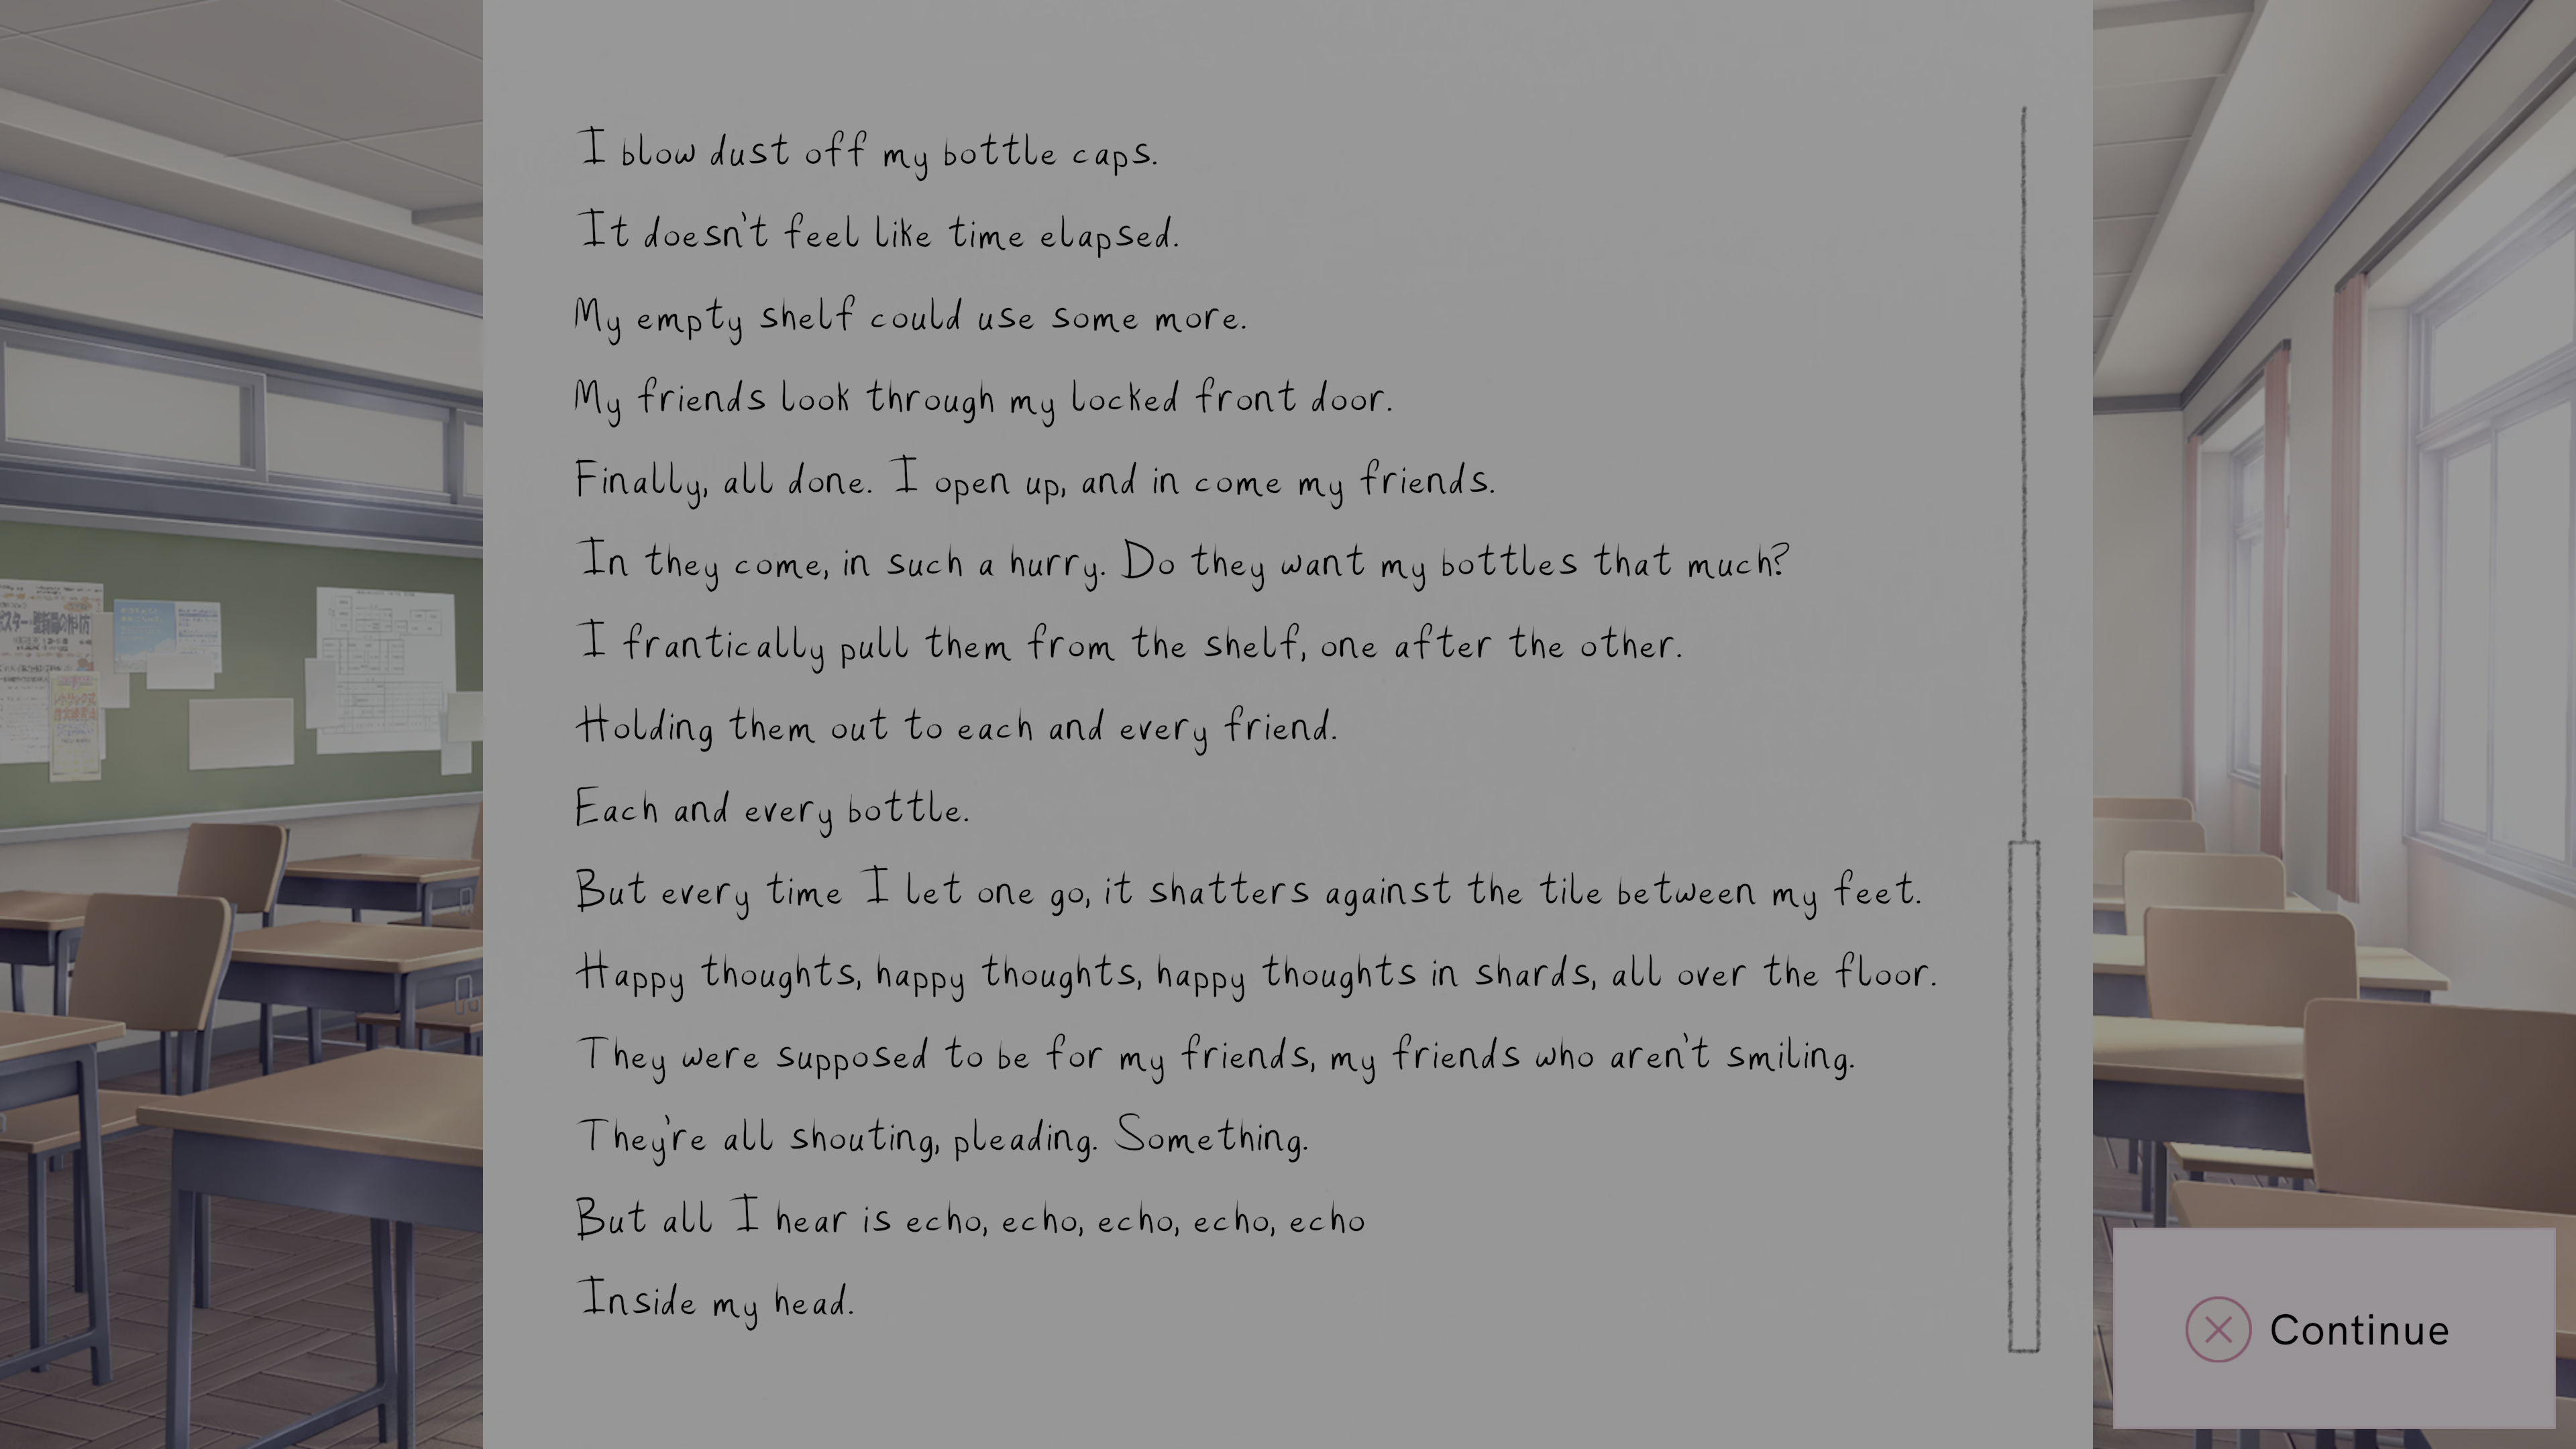 I blow dust off my bottle caps.
It doesn't feel like time elapsed.
My empty shelf could use some more.
My friends look through my locked front door.
Finally, all done. I open up, and in come my friends.
In they come, in such a hurry. Do they want my bottles that much?
I frantically pull them from the shelf, one after the other.
Holding them out to each and every friend.
Each and every bottle.
But every time I let one go, it shatters against the tile between my feet.
Happy thoughts, happy thoughts, happy thoughts in shards, all over the floor.
They were supposed to be for my friends, my friends who aren't smiling.
They're all shouting, pleading. Something.
But all I hear is echo, echo, echo, echo, echo
Inside my head.
Continue